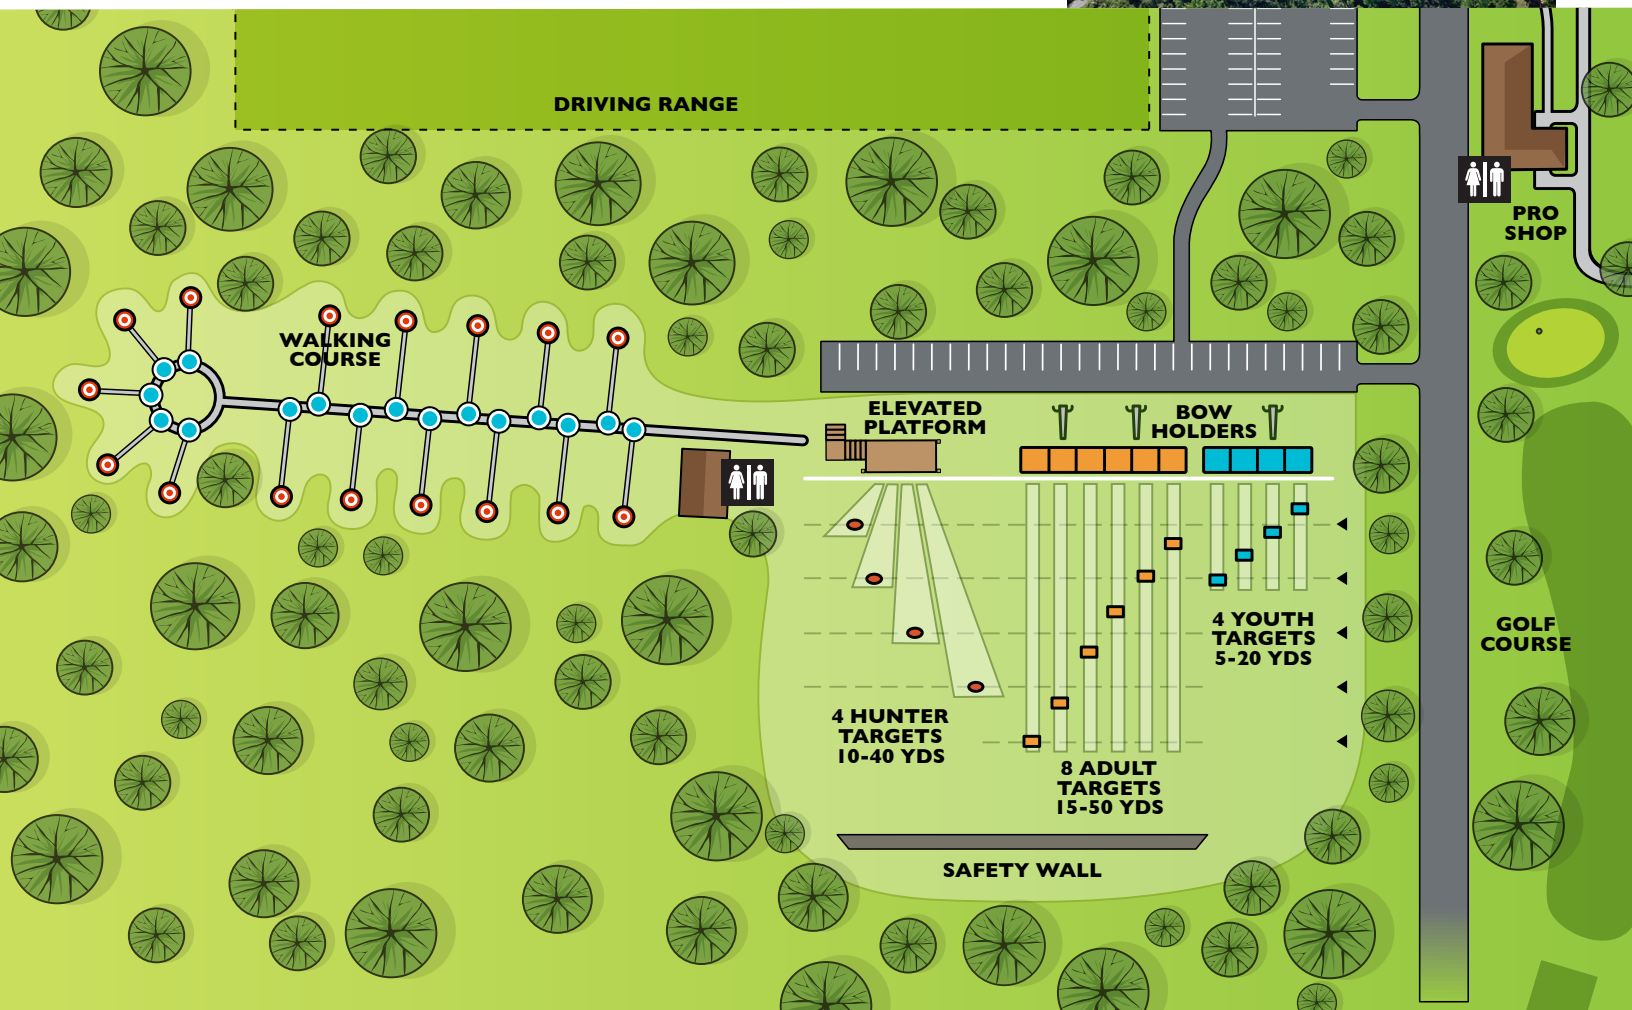 DRIVING RANGE
PRO
SHOP
WALKING
COURSE
ELEVATED
PLATFORM
BOW
HOLDERS
4 YOUTH
TARGETS
5-20 YDS
GOLF
COURSE
4 HUNTER
TARGETS
10-40 YDS
8 ADULT
TARGETS
15-50 YDS
SAFETY WALL